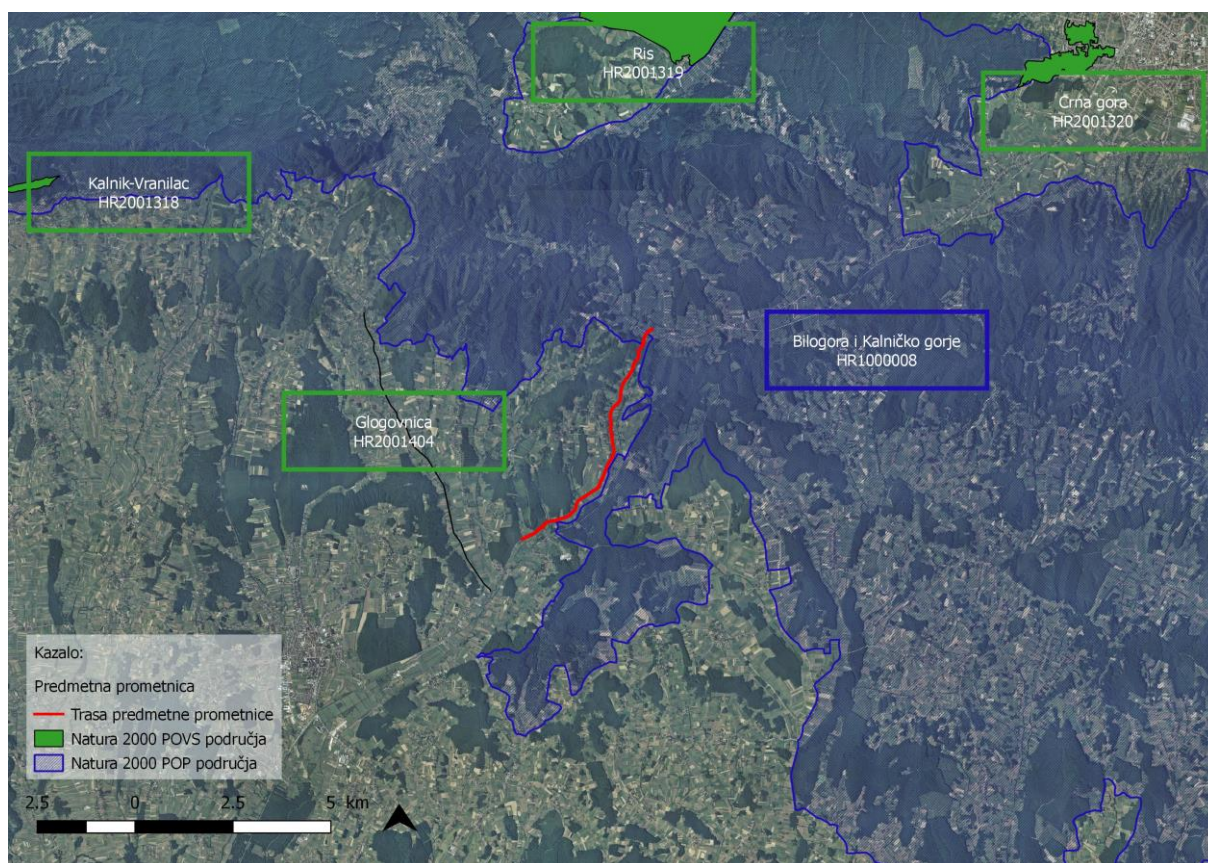 Ris
HR2001319
Crna gora
HR2001320
Kalnik-Vranilac
HR2001318
Bilogora i Kalničko gorje
HR1000008
Glogovnica
HR2001404
Kazalo:
Predmetna prometnica
Trasa predmetne prometnice
Natura 2000 POVS područja
Natura 2000 POP područja
2.5 0 2.5 5 km